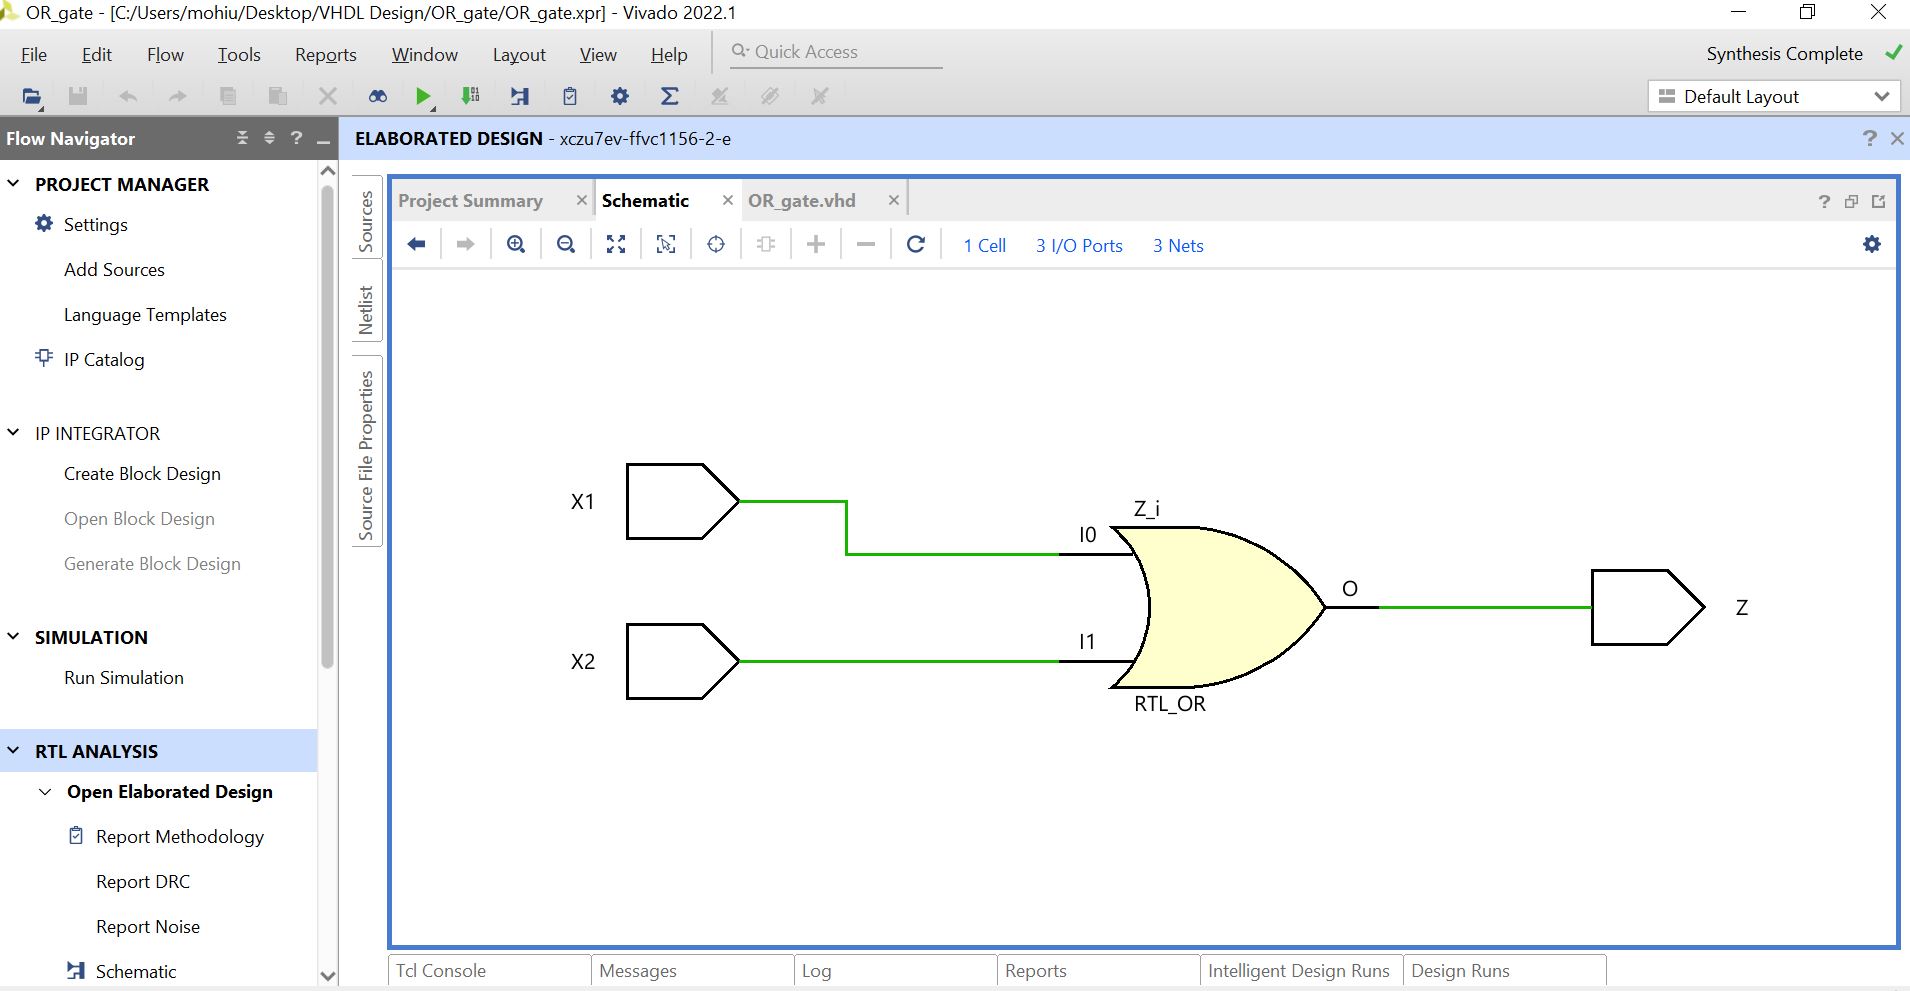 OR_gate - [C:/Users/mohiu/Desktop/VHDL Design/OR_gate/OR_gate.xpr] - Vivado 2022.1
File Edit Flow Tools Reports Window Layout View Help Quick Access Synthesis Complete
Default Layout
Flow Navigator
ELABORATED DESIGN - xczu7ev-ffvc1156-2-e
PROJECT MANAGER
Settings
Add Sources
Language Templates
IP Catalog
IP INTEGRATOR
Create Block Design
Open Block Design
Generate Block Design
SIMULATION
Run Simulation
RTL ANALYSIS
Open Elaborated Design
Report Methodology
Report DRC
Report Noise
Schematic
Sources
Netlist
Source File Properties
Project Summary Schematic OR_gate.vhd
1 Cell 3 I/O Ports 3 Nets
X1
X2
Z_i
I0
I1
RTL_OR
O
Z
Tcl Console Messages Log Reports Intelligent Design Runs Design Runs